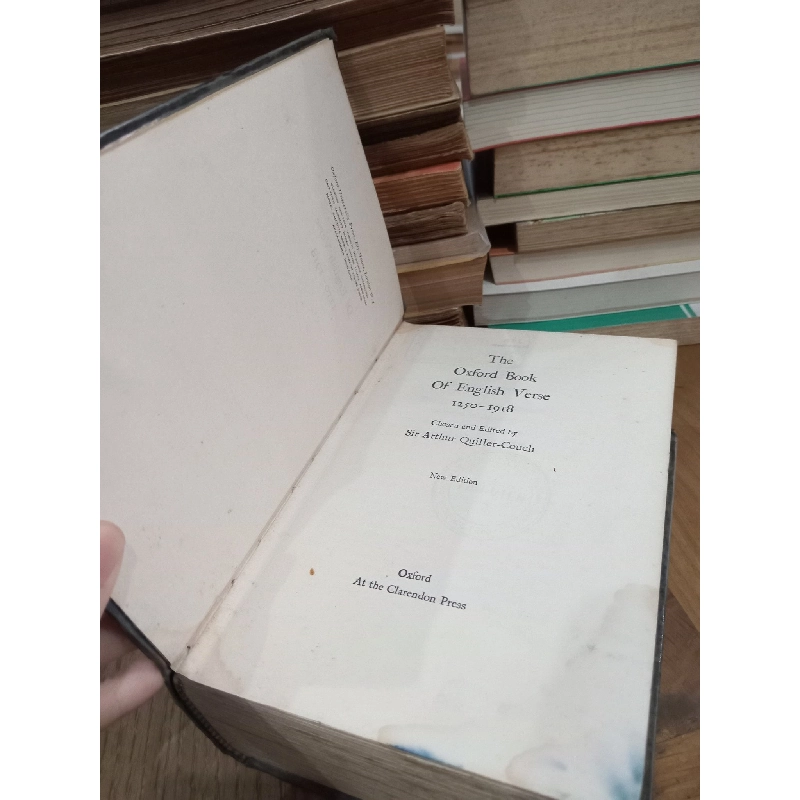 The
Oxford Book
Of English Verse
1250-1918
Chosen and Edited by
Sir Arthur Quiller-Couch
New Edition
Oxford
At the Clarendon Press